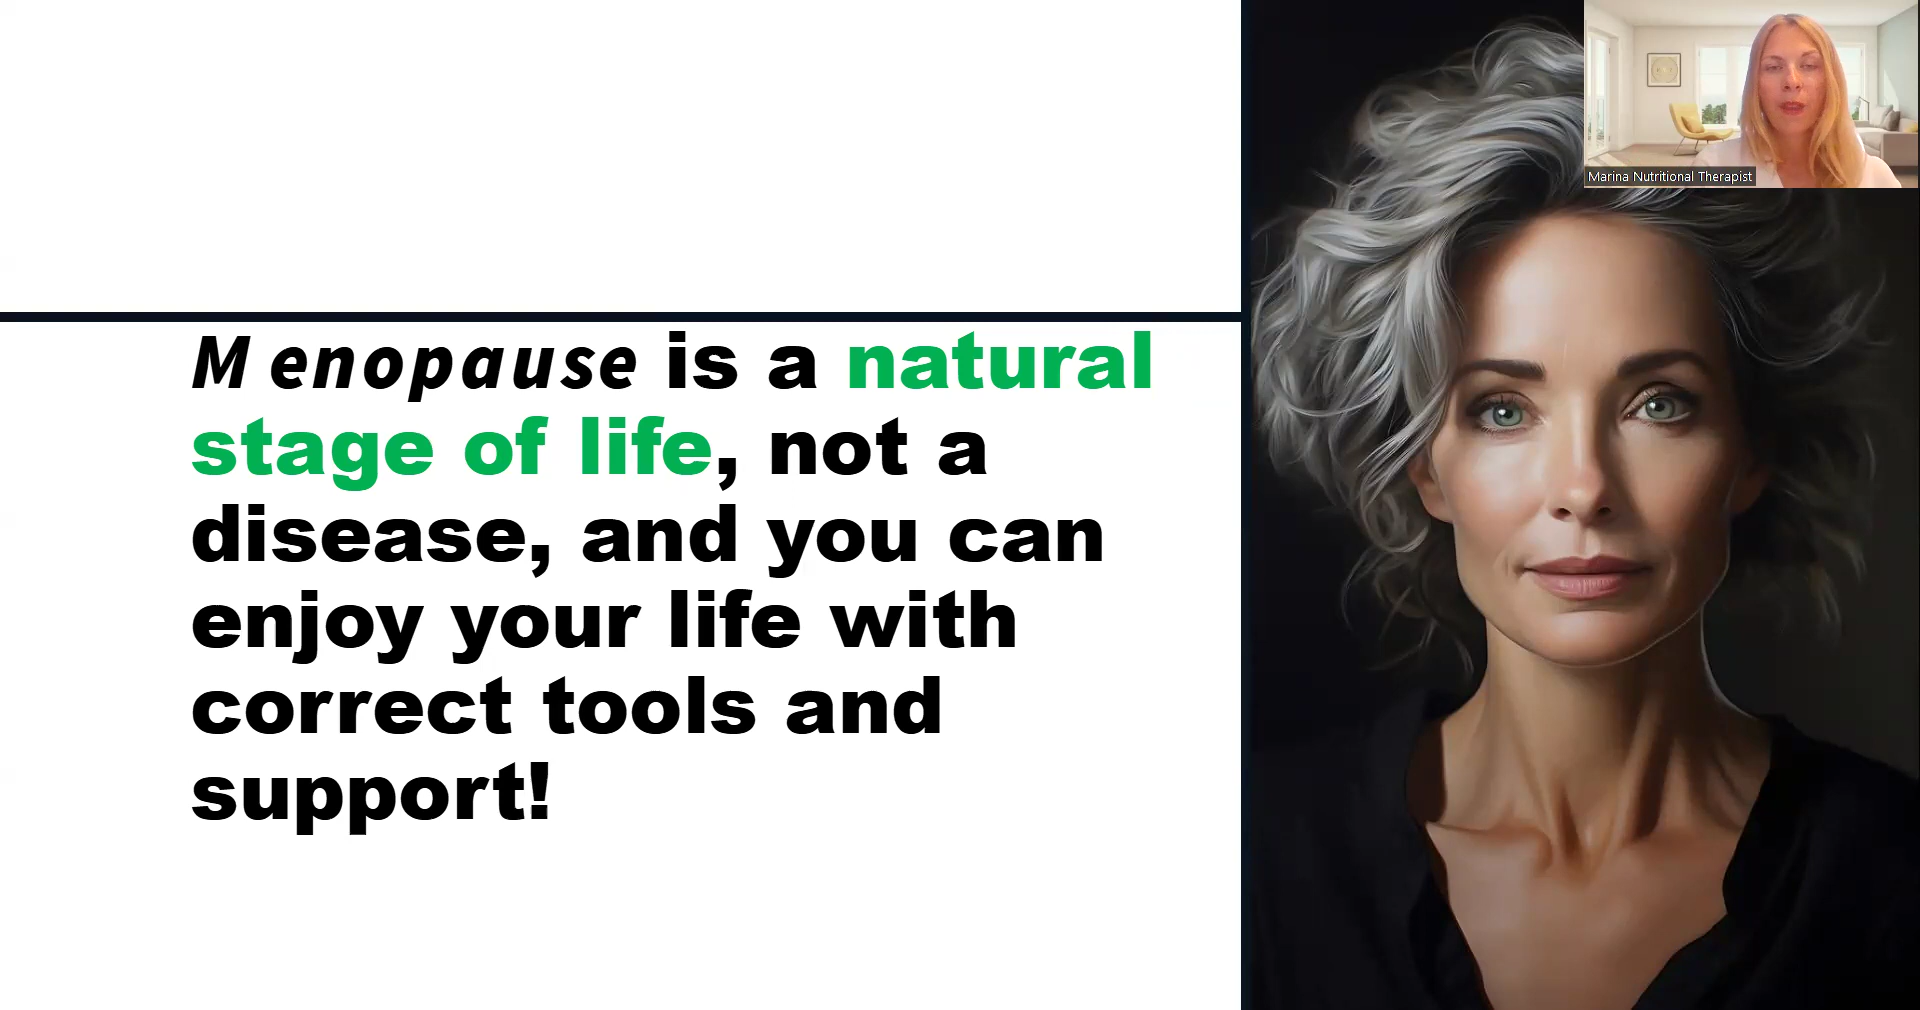 Marina Nutritional Therapist
Menopause is a natural
stage of life, not a
disease, and you can
enjoy your life with
correct tools and
support!